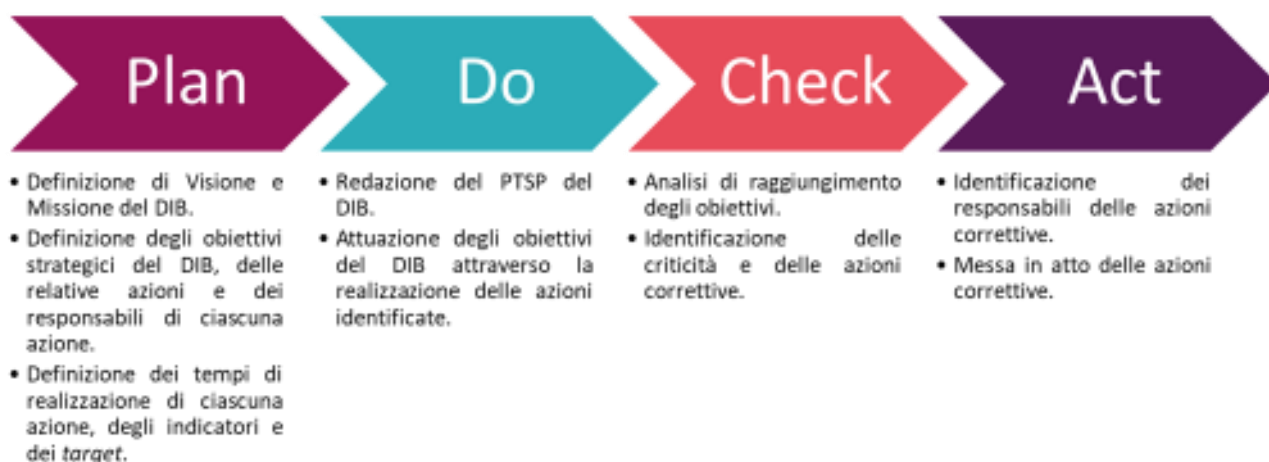 Plan
• Definizione di Visione e
Missione del DIB.
• Definizione degli obiettivi
strategici del DIB, delle
relative azioni e dei
responsabili di ciascuna
azione.
• Definizione dei tempi di
realizzazione di ciascuna
azione, degli indicatori e
dei target.
Do
• Redazione del PTSP del
DIB.
• Attuazione degli obiettivi
del DIB attraverso la
realizzazione delle azioni
identificate.
Check
• Analisi di raggiungimento
degli obiettivi.
• Identificazione delle
criticità e delle azioni
correttive.
Act
• Identificazione dei
responsabili delle azioni
correttive.
• Messa in atto delle azioni
correttive.